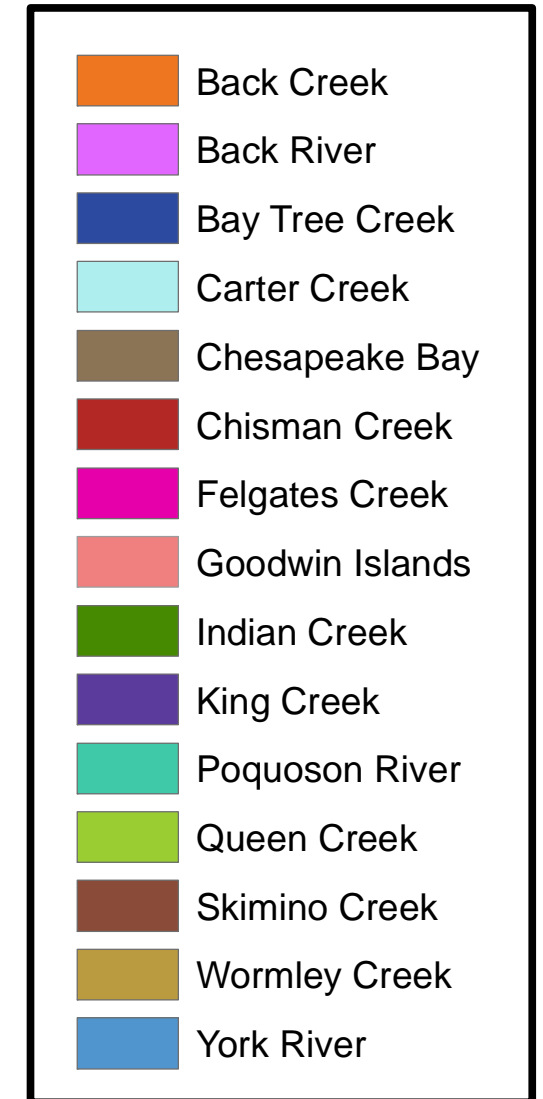 Back Creek
Back River
Bay Tree Creek
Carter Creek
Chesapeake Bay
Chisman Creek
Felgates Creek
Goodwin Islands
Indian Creek
King Creek
Poquoson River
Queen Creek
Skimino Creek
Wormley Creek
York River